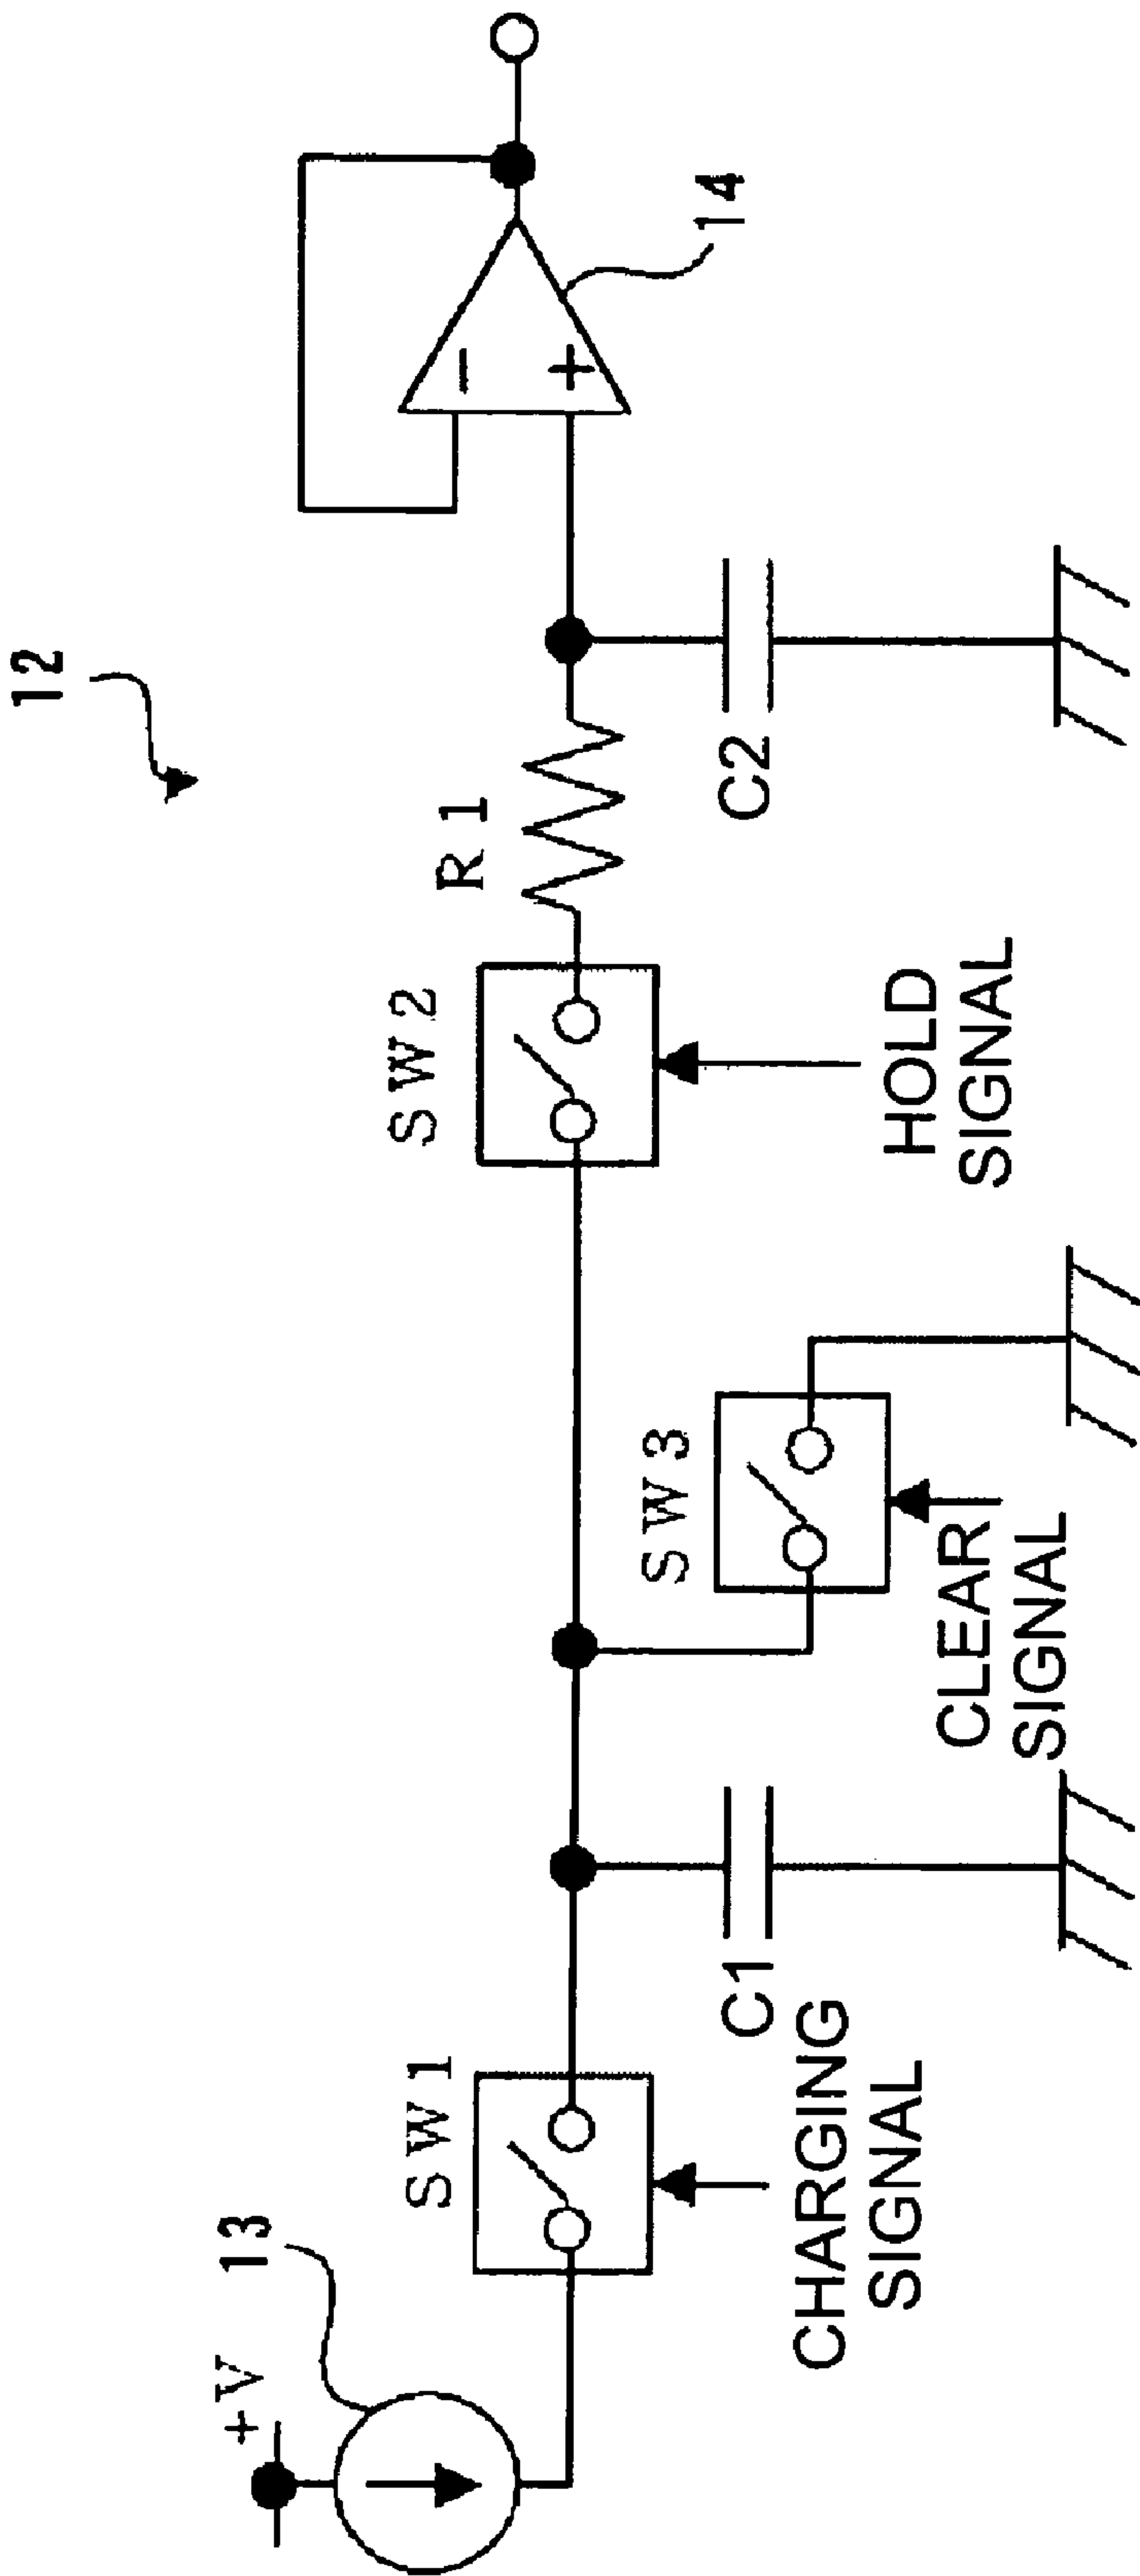 12
+V
13
SW1
CHARGING
SIGNAL
C1
SW3
CLEAR
SIGNAL
SW2
HOLD
SIGNAL
R1
C2
-
+
14